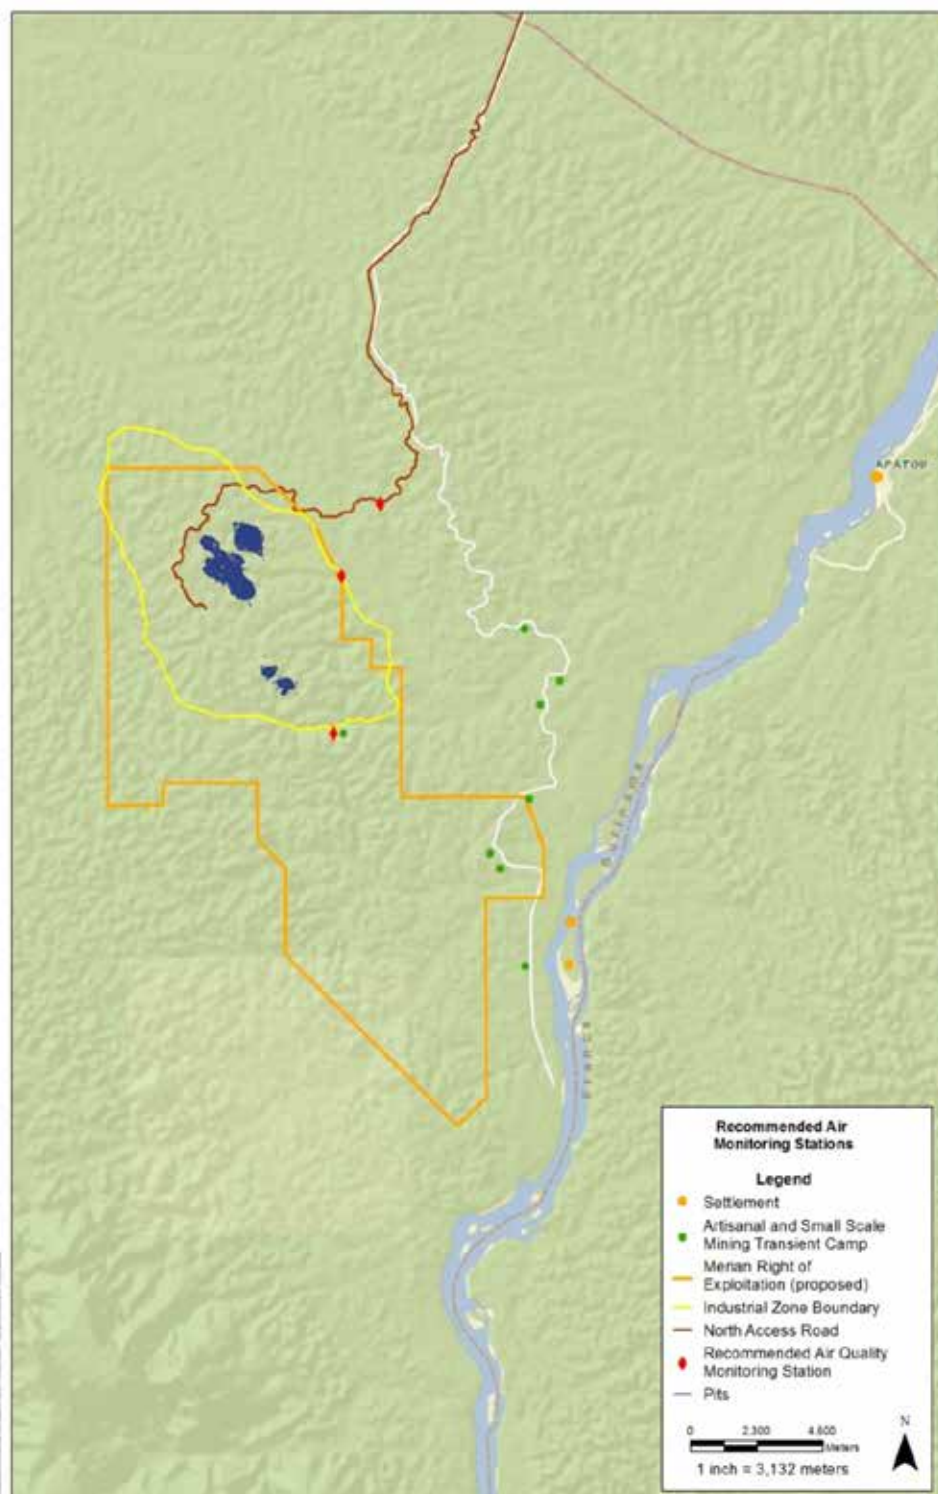 APATOU
SURINAME
FRANCE
Recommended Air
Monitoring Stations
Legend
Settlement
Artisanal and Small Scale
Mining Transient Camp
Merian Right of
Exploitation (proposed)
Industrial Zone Boundary
North Access Road
Recommended Air Quality
Monitoring Station
Pits
0 2,300 4,600
Meters
1 inch = 3,132 meters
N